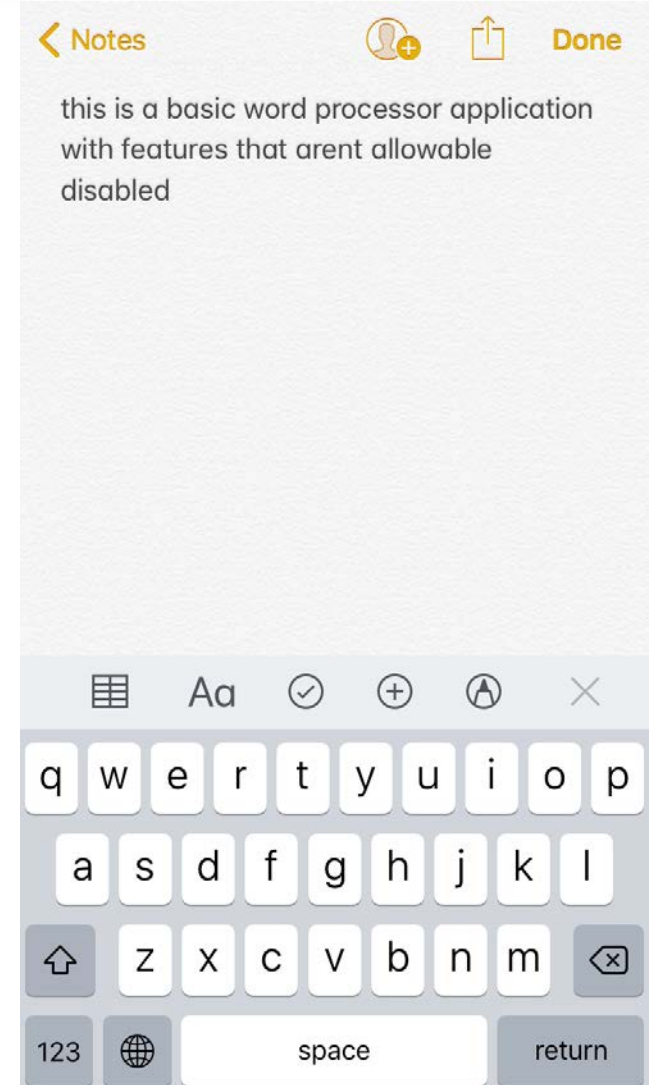 Notes
Done
this is a basic word processor application
with features that arent allowable
disabled
Aa
q w e r t y u i o p
a s d f g h j k l
z x c v b n m
123 space return